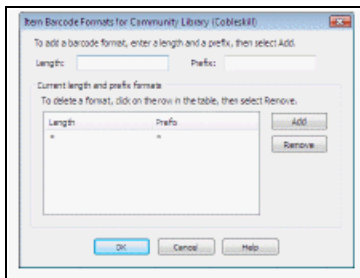 Item Barcode Formats for Community Library (Cobleskill)
To add a barcode format, enter a length and a prefix, then select Add.
Length: Prefix:
Current length and prefix formats
To delete a format, click on the row in the table, then select Remove.
Length Prefix
* *
Add
Remove
OK Cancel Help